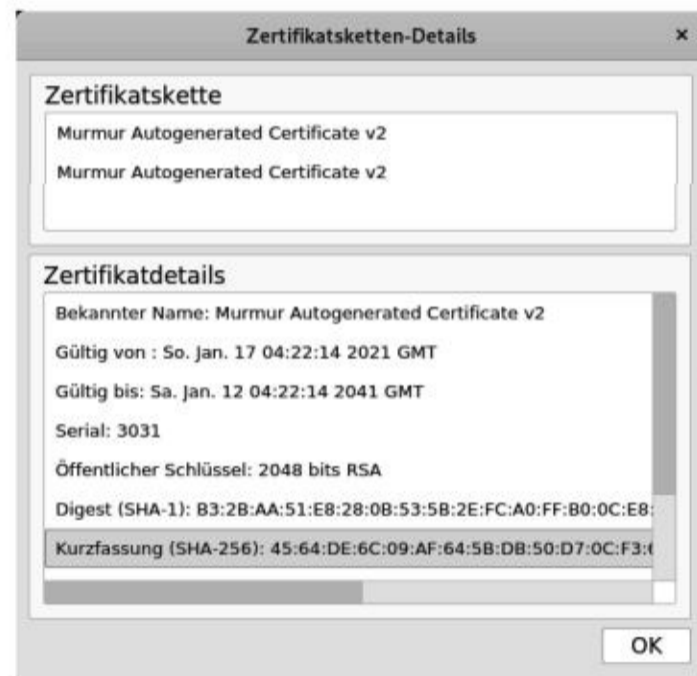 Zertifikatsketten-Details ×
Zertifikatskette
Murmur Autogenerated Certificate v2
Murmur Autogenerated Certificate v2
Zertifikatdetails
Bekannter Name: Murmur Autogenerated Certificate v2
Gültig von : So. Jan. 17 04:22:14 2021 GMT
Gültig bis: Sa. Jan. 12 04:22:14 2041 GMT
Serial: 3031
Öffentlicher Schlüssel: 2048 bits RSA
Digest (SHA-1): B3:2B:AA:51:E8:28:0B:53:5B:2E:FC:A0:FF:B0:0C:E8:
Kurzfassung (SHA-256): 45:64:DE:6C:09:AF:64:5B:DB:50:D7:0C:F3:
OK